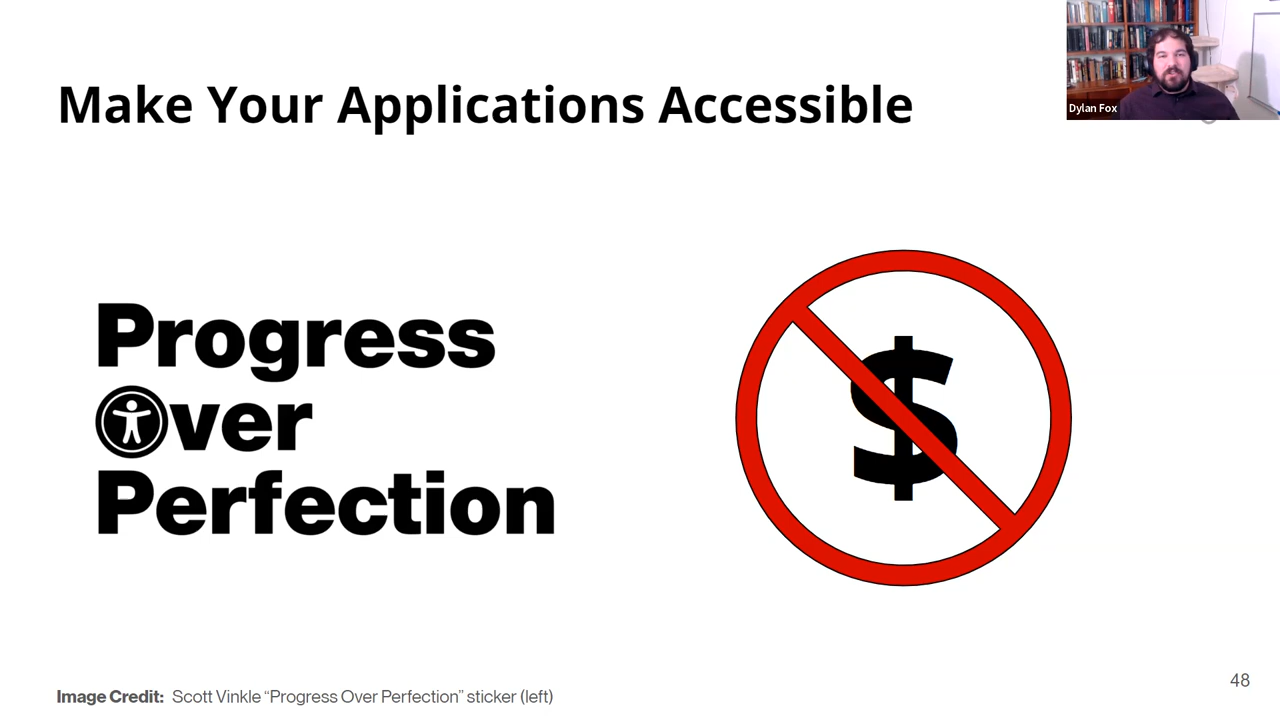 Make Your Applications Accessible
Dylan Fox
Progress
Over
Perfection
$
Image Credit: Scott Vinkle “Progress Over Perfection” sticker (left)
48